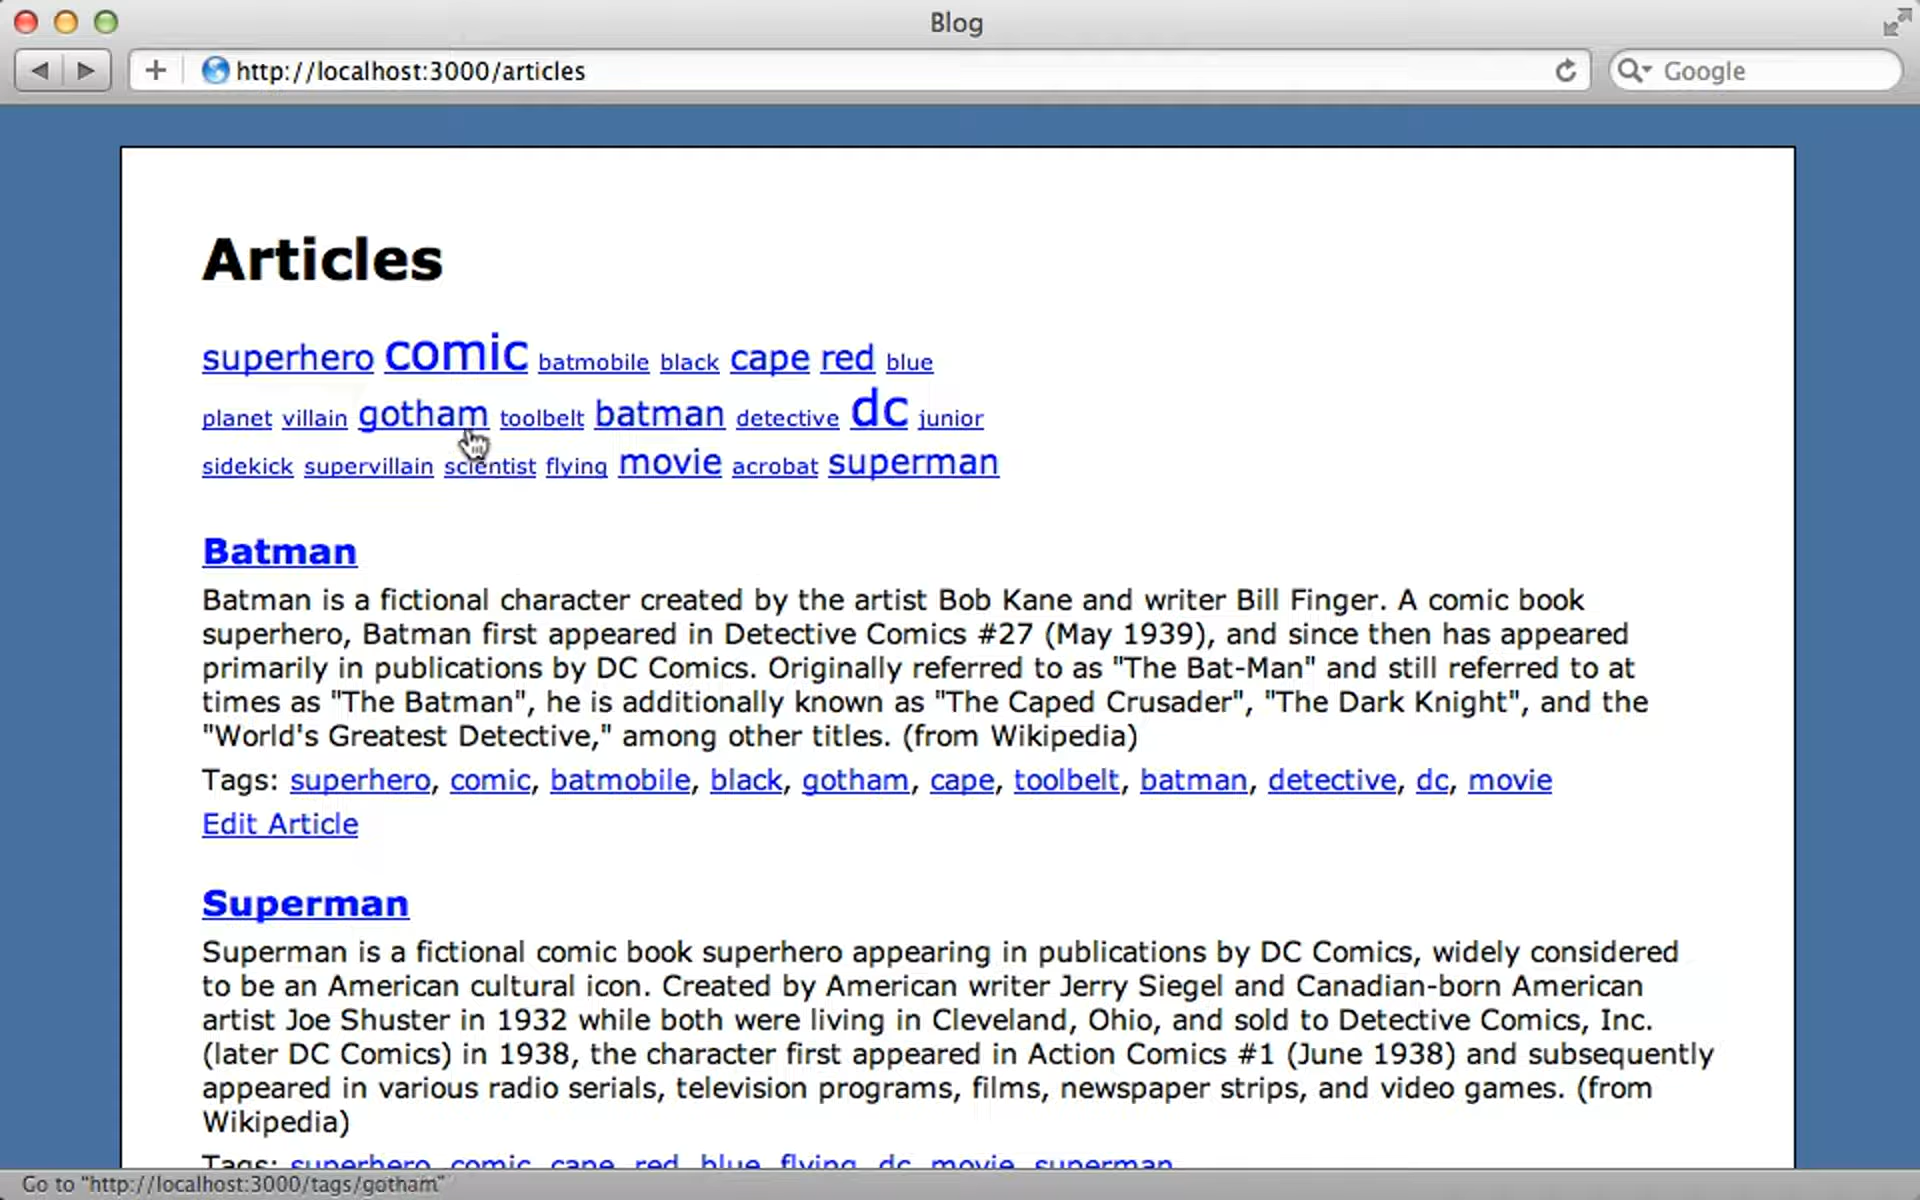 Blog
http://localhost:3000/articles
Google
Articles
superhero comic batmobile black cape red blue
planet villain gotham toolbelt batman detective dc junior
sidekick supervillain scientist flying movie acrobat superman
Batman
Batman is a fictional character created by the artist Bob Kane and writer Bill Finger. A comic book
superhero, Batman first appeared in Detective Comics #27 (May 1939), and since then has appeared
primarily in publications by DC Comics. Originally referred to as "The Bat-Man" and still referred to at
times as "The Batman", he is additionally known as "The Caped Crusader", "The Dark Knight", and the
"World's Greatest Detective," among other titles. (from Wikipedia)
Tags: superhero, comic, batmobile, black, gotham, cape, toolbelt, batman, detective, dc, movie
Edit Article
Superman
Superman is a fictional comic book superhero appearing in publications by DC Comics, widely considered
to be an American cultural icon. Created by American writer Jerry Siegel and Canadian-born American
artist Joe Shuster in 1932 while both were living in Cleveland, Ohio, and sold to Detective Comics, Inc.
(later DC Comics) in 1938, the character first appeared in Action Comics #1 (June 1938) and subsequently
appeared in various radio serials, television programs, films, newspaper strips, and video games. (from
Wikipedia)
Tags: superhero, comic, cape, red, blue, flying, dc, movie, superman
Go to "http://localhost:3000/tags/gotham"